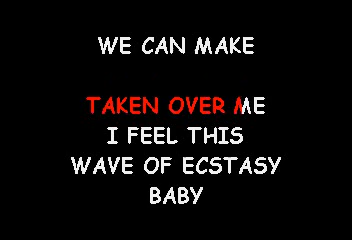 WE CAN MAKE
TAKEN OVER ME
I FEEL THIS
WAVE OF ECSTASY
BABY